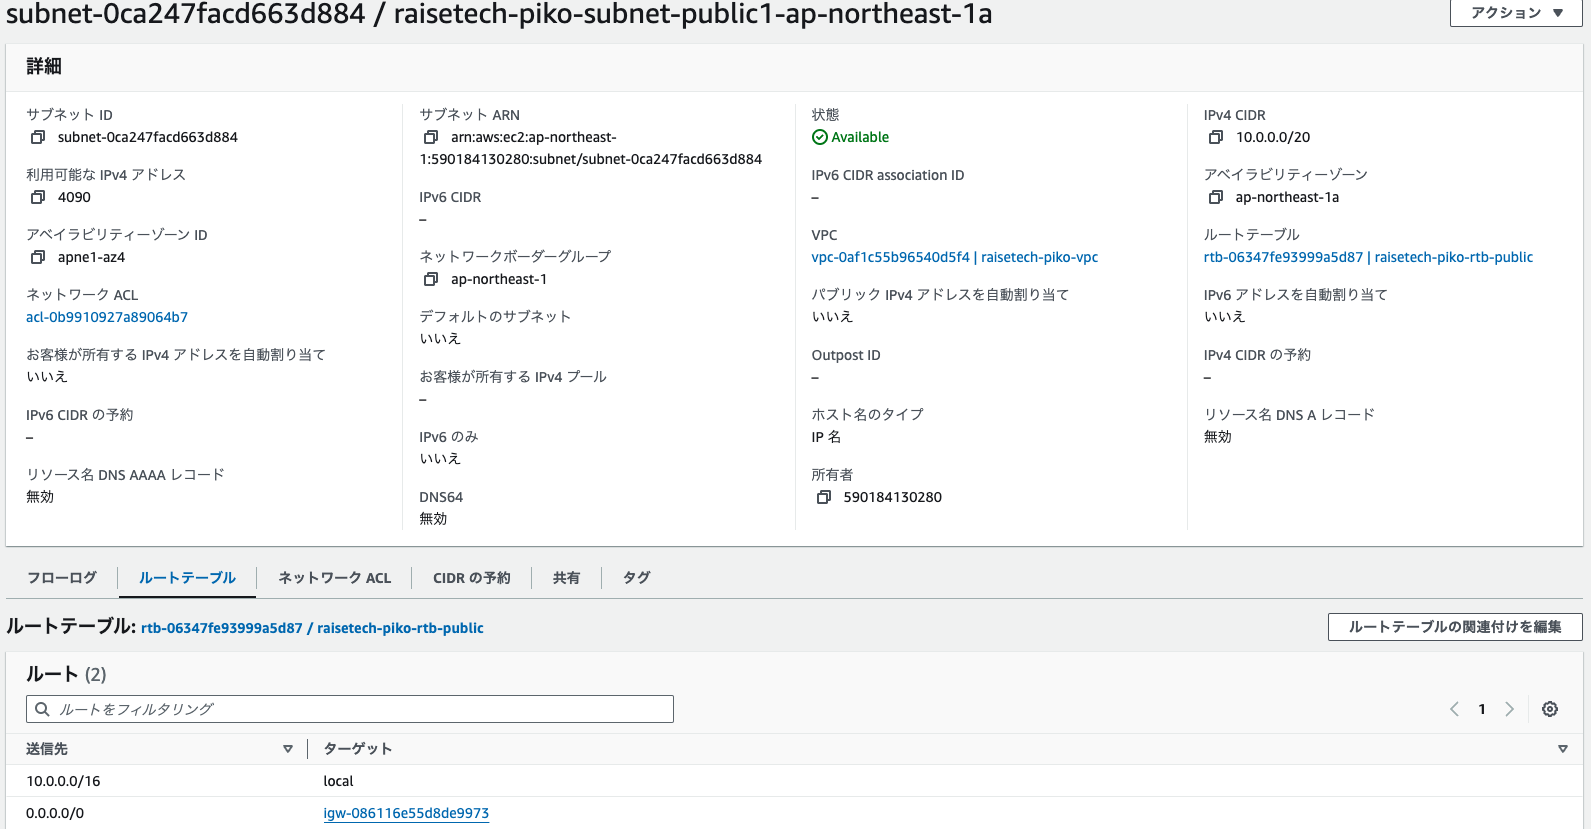 subnet-0ca247facd663d884 / raisetech-piko-subnet-public1-ap-northeast-1a
アクション
詳細
サブネット ID
subnet-0ca247facd663d884
利用可能な IPv4 アドレス
4090
アベイラビリティーゾーン ID
apne1-az4
ネットワーク ACL
acl-0b9910927a89064b7
お客様が所有する IPv4 アドレスを自動割り当て
いいえ
IPv6 CIDR の予約
–
リソース名 DNS AAAA レコード
無効
サブネット ARN
arn:aws:ec2:ap-northeast-
1:590184130280:subnet/subnet-0ca247facd663d884
IPv6 CIDR
–
ネットワークボーダーグループ
ap-northeast-1
デフォルトのサブネット
いいえ
お客様が所有する IPv4 プール
–
IPv6 のみ
いいえ
DNS64
無効
状態
Available
IPv6 CIDR association ID
–
VPC
vpc-0af1c55b96540d5f4 | raisetech-piko-vpc
パブリック IPv4 アドレスを自動割り当て
いいえ
Outpost ID
–
ホスト名のタイプ
IP 名
所有者
590184130280
IPv4 CIDR
10.0.0.0/20
アベイラビリティーゾーン
ap-northeast-1a
ルートテーブル
rtb-06347fe93999a5d87 | raisetech-piko-rtb-public
IPv6 アドレスを自動割り当て
いいえ
IPv4 CIDR の予約
–
リソース名 DNS A レコード
無効
フローログ
ルートテーブル
ネットワーク ACL
CIDR の予約
共有
タグ
ルートテーブル: rtb-06347fe93999a5d87 / raisetech-piko-rtb-public
ルートテーブルの関連付けを編集
ルート (2)
ルートをフィルタリング
1
送信先 ターゲット
10.0.0.0/16 local
0.0.0.0/0 igw-086116e55d8de9973